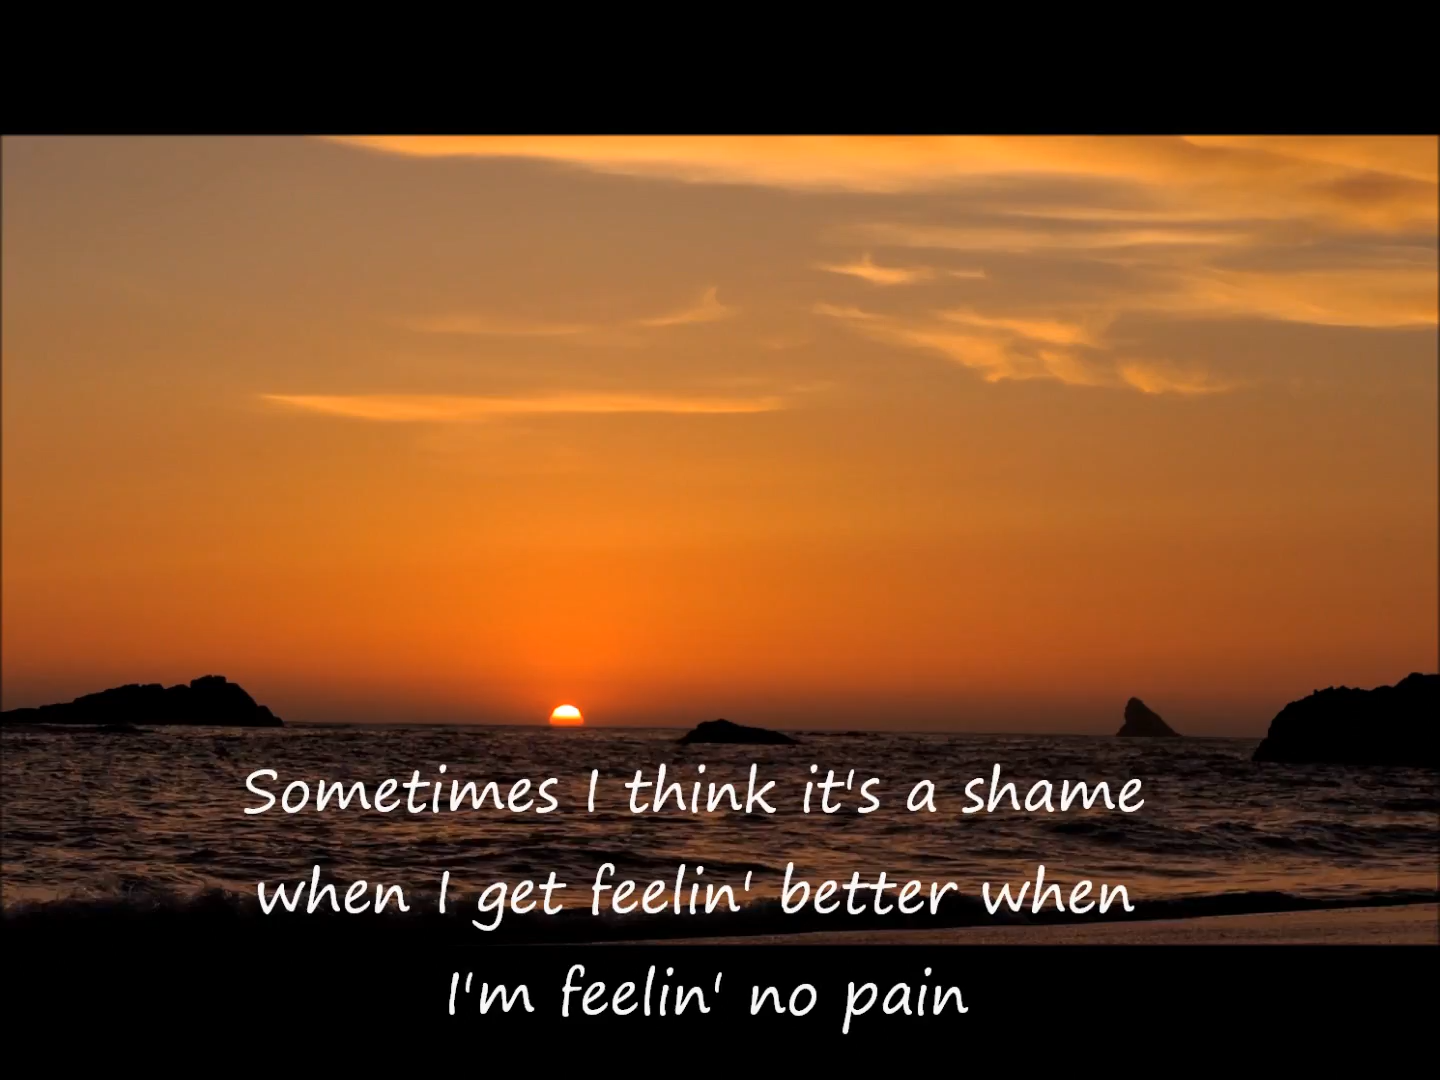 Sometimes I think it's a shame
when I get feelin' better when
I'm feelin' no pain